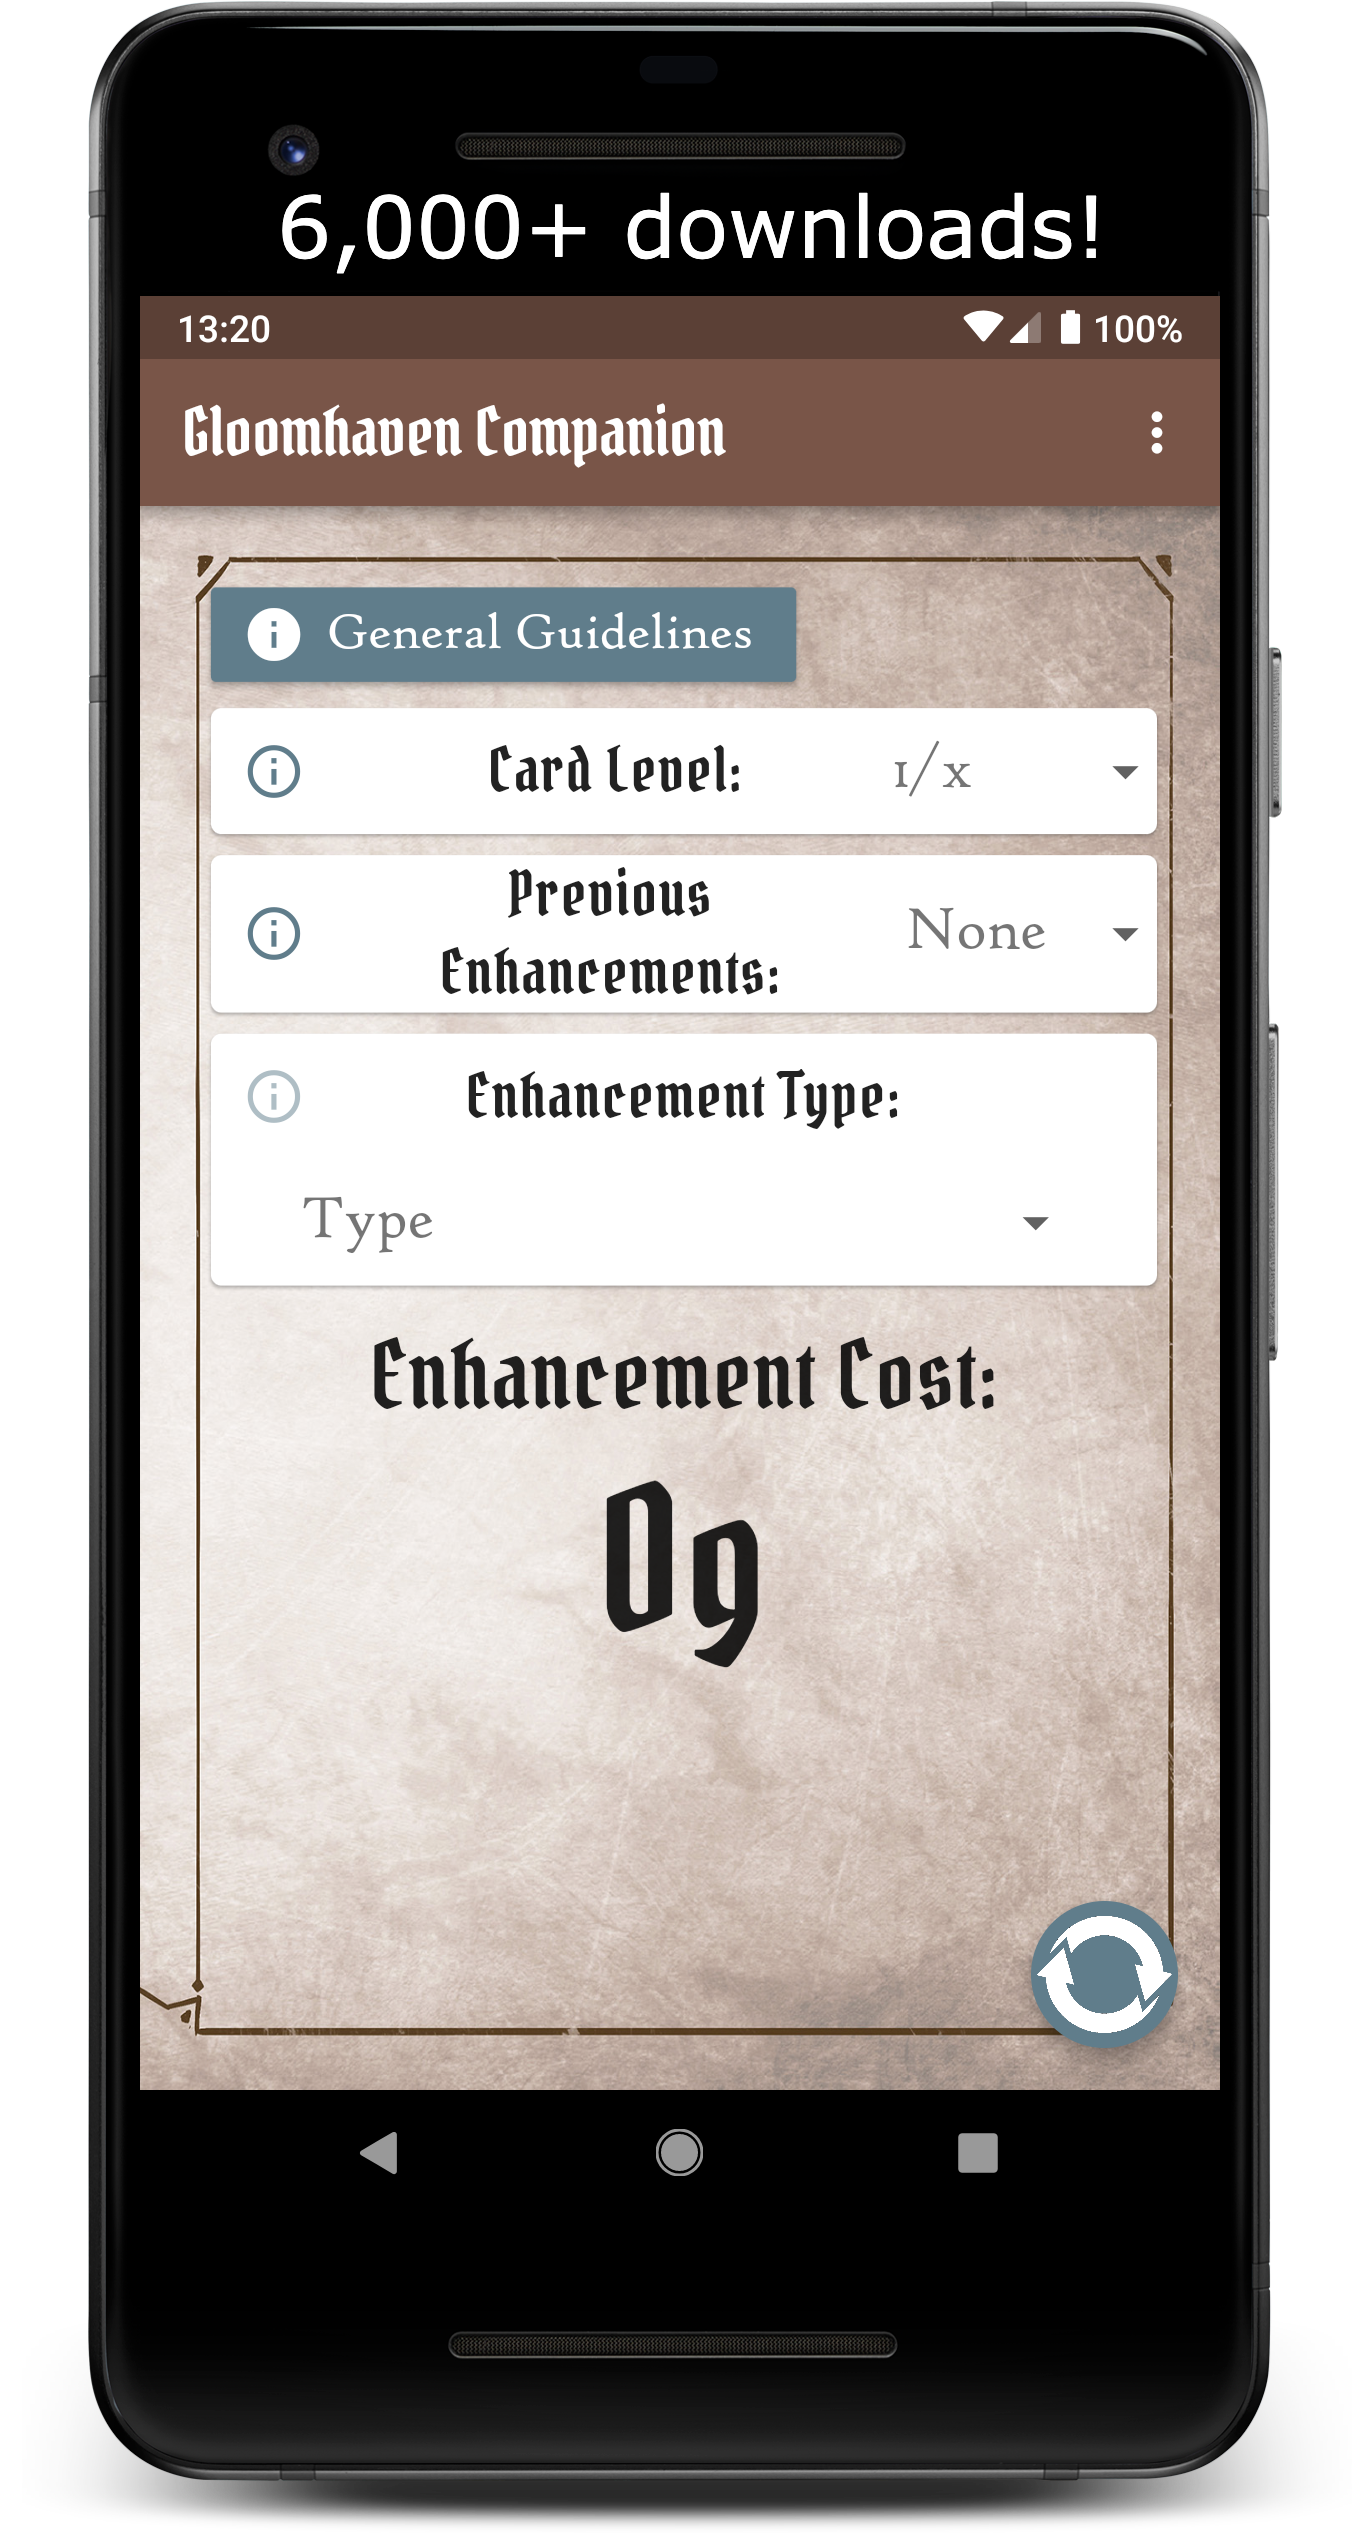 6,000+ downloads!
13:20 100%
Gloomhaven Companion
General Guidelines
Card Level: 1/x
Previous
Enhancements: None
Enhancement Type:
Type
Enhancement Cost:
0g